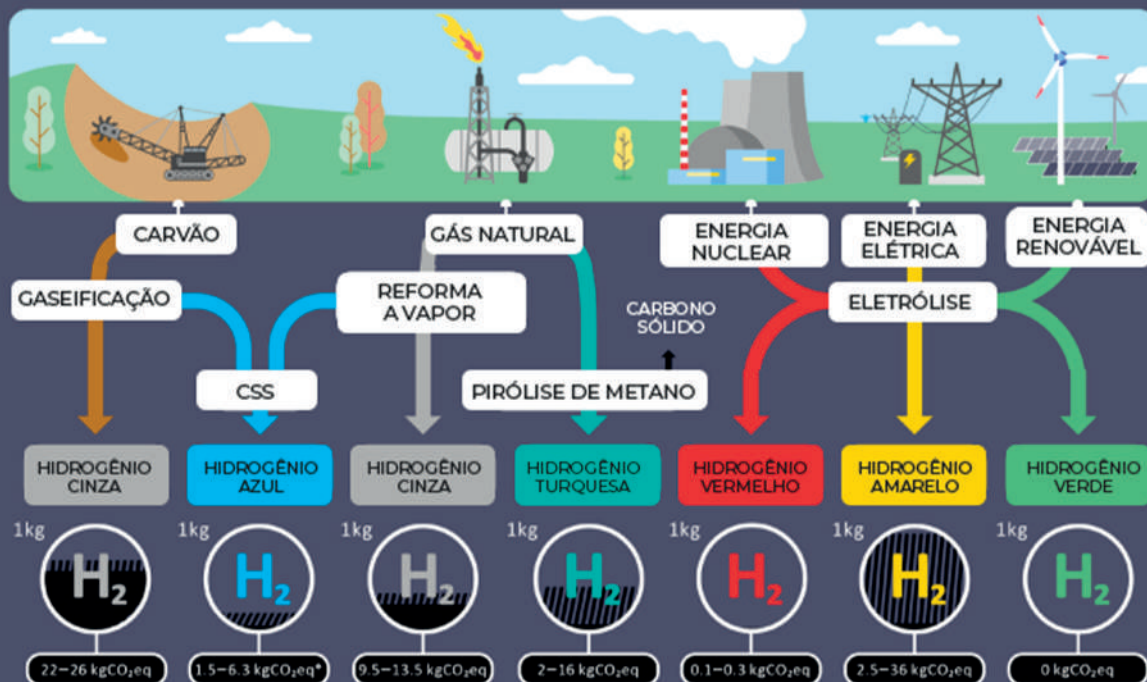 CARVÃO
GÁS NATURAL
ENERGIA
NUCLEAR
ENERGIA
ELÉTRICA
ENERGIA
RENOVÁVEL
GASEIFICAÇÃO
REFORMA
A VAPOR
CARBONO
SÓLIDO
ELETRÓLISE
CSS
PIRÓLISE DE METANO
HIDROGÊNIO
CINZA
HIDROGÊNIO
AZUL
HIDROGÊNIO
CINZA
HIDROGÊNIO
TURQUESA
HIDROGÊNIO
VERMELHO
HIDROGÊNIO
AMARELO
HIDROGÊNIO
VERDE
1kg
H₂
1kg
H₂
1kg
H₂
1kg
H₂
1kg
H₂
1kg
H₂
1kg
H₂
22–26 kgCO₂eq
1.5–6.3 kgCO₂eq*
9.5–13.5 kgCO₂eq
2–16 kgCO₂eq
0.1–0.3 kgCO₂eq
2.5–36 kgCO₂eq
0 kgCO₂eq